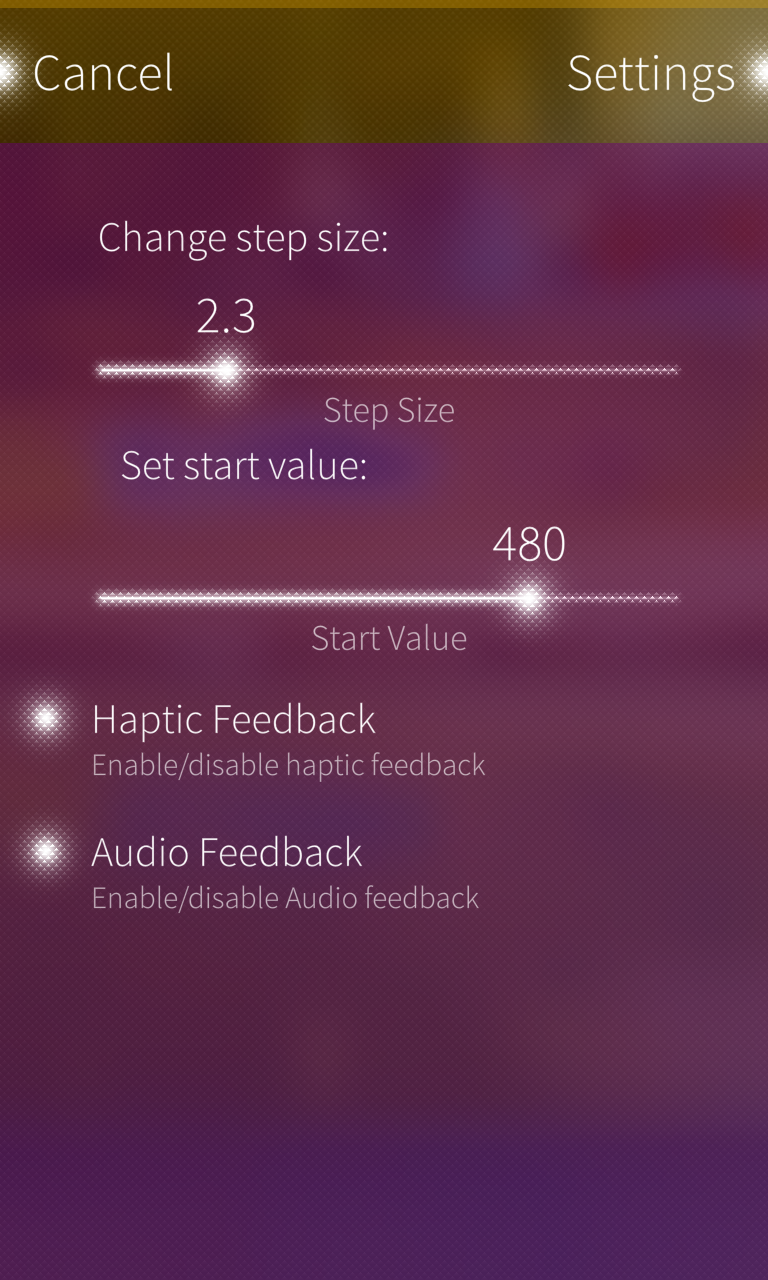 Cancel
Settings
Change step size:
2.3
Step Size
Set start value:
480
Start Value
Haptic Feedback
Enable/disable haptic feedback
Audio Feedback
Enable/disable Audio feedback